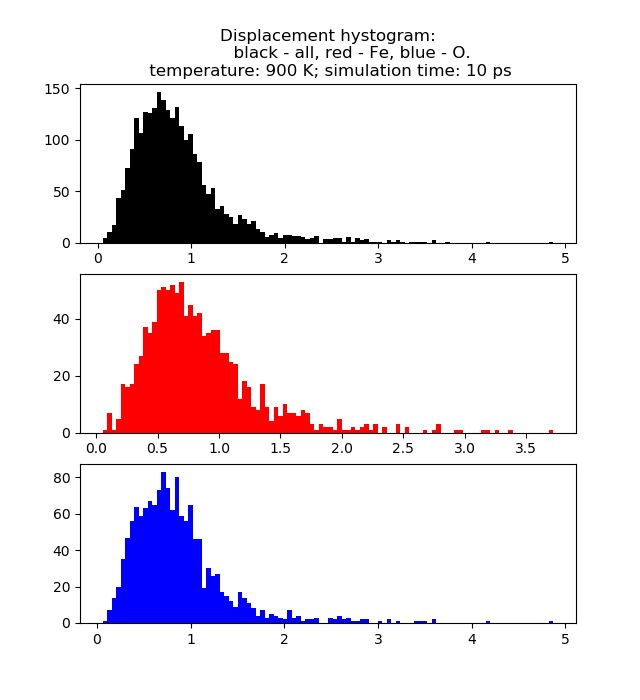 Displacement hystogram:
black - all, red - Fe, blue - O.
temperature: 900 K; simulation time: 10 ps
150
100
50
0
0 1 2 3 4 5
40
20
0
0.0 0.5 1.0 1.5 2.0 2.5 3.0 3.5
80
60
40
20
0
0 1 2 3 4 5